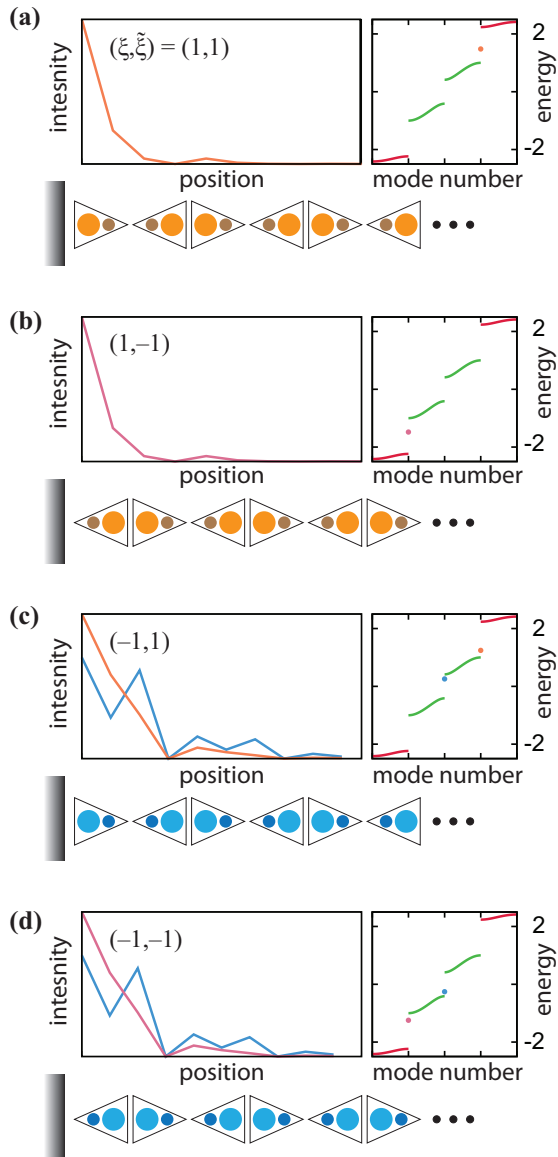 (a)
intesnity
(ξ,ξ̃) = (1,1)
position
2
energy
-2
mode number
(b)
intesnity
(1,–1)
position
2
energy
-2
mode number
(c)
intesnity
(–1,1)
position
2
energy
-2
mode number
(d)
intesnity
(–1,–1)
position
2
energy
-2
mode number